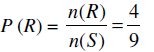 P (R) = n(R)/n(S) = 4/9